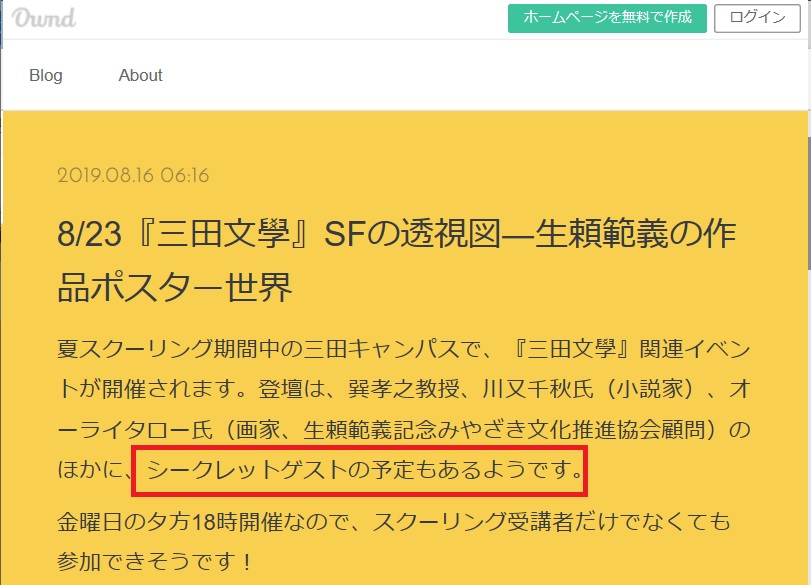 Ownd
ホームページを無料で作成
ログイン
Blog
About
2019.08.16 06:16
8/23『三田文學』SFの透視図—生頼範義の作
品ポスター世界
夏スクーリング期間中の三田キャンパスで、『三田文學』関連イベン
トが開催されます。登壇は、巽孝之教授、川又千秋氏（小説家）、オ
ーライタロー氏（画家、生頼範義記念みやざき文化推進協会顧問）の
ほかに、シークレットゲストの予定もあるようです。
金曜日の夕方18時開催なので、スクーリング受講者だけでなくても
参加できそうです！